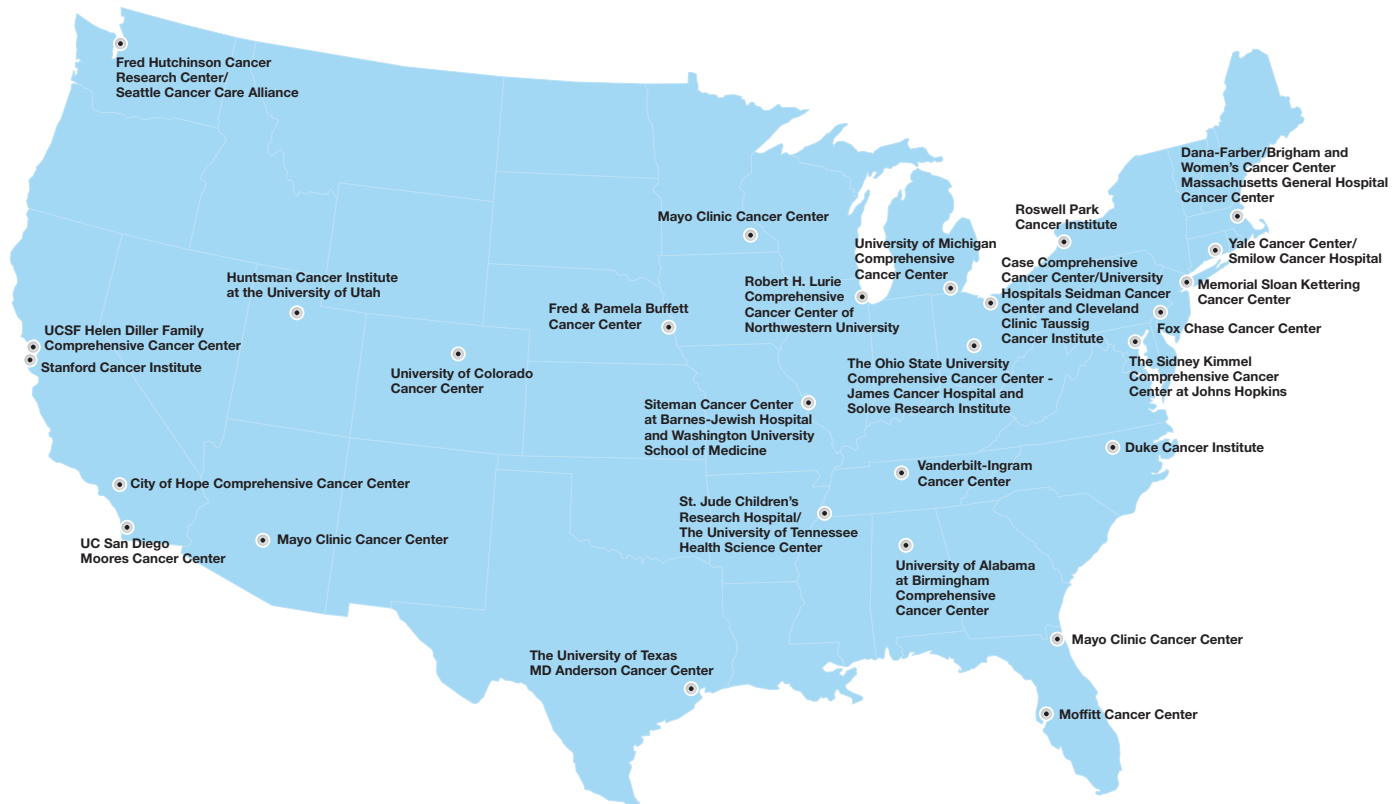 Fred Hutchinson Cancer
Research Center/
Seattle Cancer Care Alliance
Dana-Farber/Brigham and
Women's Cancer Center
Massachusetts General Hospital
Cancer Center
Mayo Clinic Cancer Center
Roswell Park
Cancer Institute
University of Michigan
Comprehensive
Cancer Center
Yale Cancer Center/
Smilow Cancer Hospital
Case Comprehensive
Cancer Center/University
Hospitals Seidman Cancer
Center and Cleveland
Clinic Taussig
Cancer Institute
Huntsman Cancer Institute
at the University of Utah
Robert H. Lurie
Comprehensive
Cancer Center of
Northwestern University
Memorial Sloan Kettering
Cancer Center
Fred & Pamela Buffett
Cancer Center
Fox Chase Cancer Center
UCSF Helen Diller Family
Comprehensive Cancer Center
Stanford Cancer Institute
University of Colorado
Cancer Center
The Ohio State University
Comprehensive Cancer Center -
James Cancer Hospital and
Solove Research Institute
The Sidney Kimmel
Comprehensive Cancer
Center at Johns Hopkins
Siteman Cancer Center
at Barnes-Jewish Hospital
and Washington University
School of Medicine
Duke Cancer Institute
Vanderbilt-Ingram
Cancer Center
City of Hope Comprehensive Cancer Center
St. Jude Children's
Research Hospital/
The University of Tennessee
Health Science Center
UC San Diego
Moores Cancer Center
Mayo Clinic Cancer Center
University of Alabama
at Birmingham
Comprehensive
Cancer Center
Mayo Clinic Cancer Center
The University of Texas
MD Anderson Cancer Center
Moffitt Cancer Center